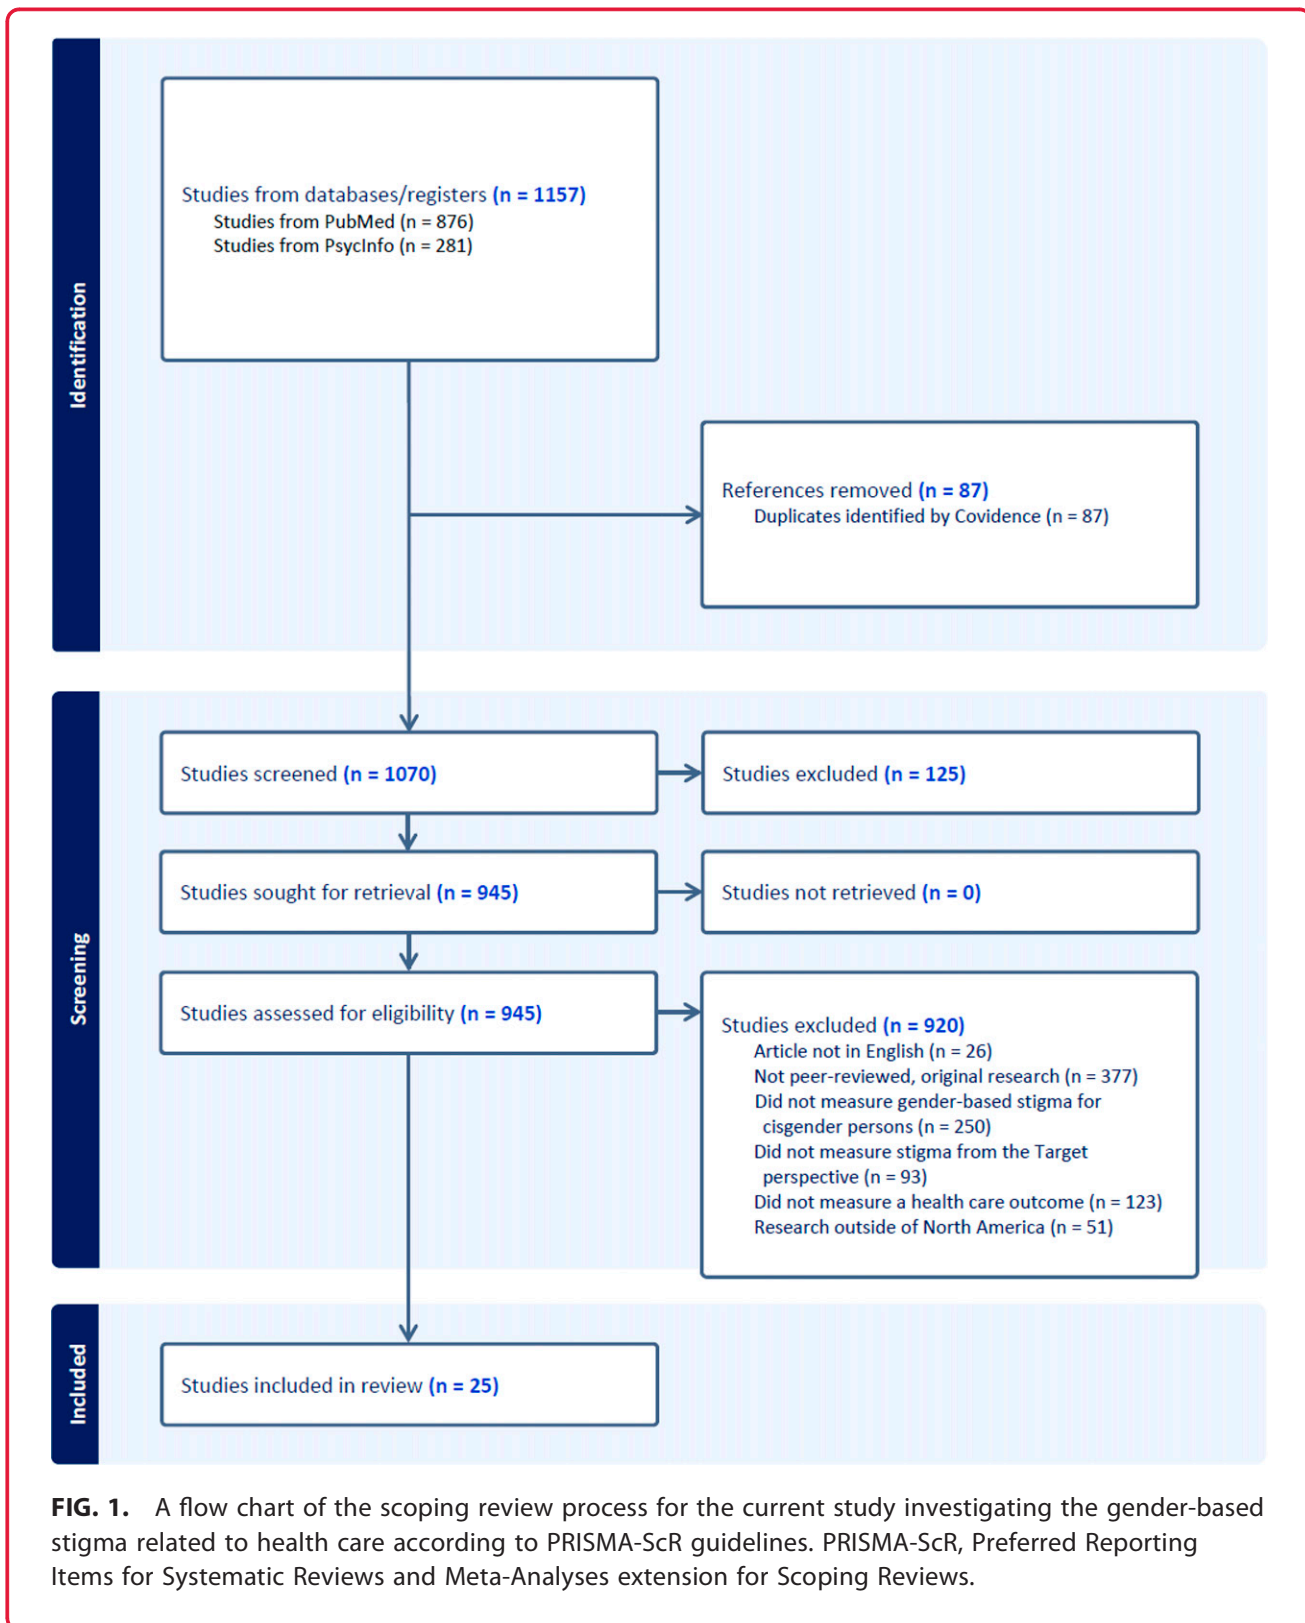 Identification
Studies from databases/registers (n = 1157)
Studies from PubMed (n = 876)
Studies from PsycInfo (n = 281)
References removed (n = 87)
Duplicates identified by Covidence (n = 87)
Screening
Studies screened (n = 1070)
Studies excluded (n = 125)
Studies sought for retrieval (n = 945)
Studies not retrieved (n = 0)
Studies assessed for eligibility (n = 945)
Studies excluded (n = 920)
Article not in English (n = 26)
Not peer-reviewed, original research (n = 377)
Did not measure gender-based stigma for
cisgender persons (n = 250)
Did not measure stigma from the Target
perspective (n = 93)
Did not measure a health care outcome (n = 123)
Research outside of North America (n = 51)
Included
Studies included in review (n = 25)
FIG. 1. A flow chart of the scoping review process for the current study investigating the gender-based
stigma related to health care according to PRISMA-ScR guidelines. PRISMA-ScR, Preferred Reporting
Items for Systematic Reviews and Meta-Analyses extension for Scoping Reviews.